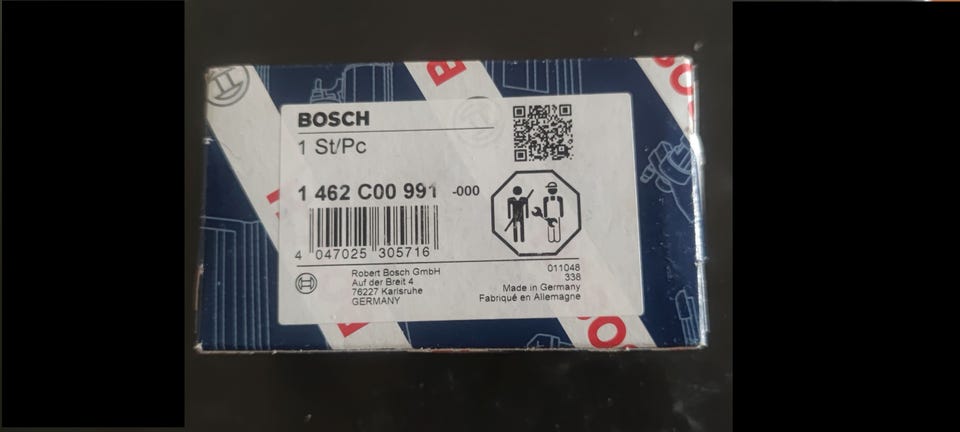 BOSCH
1 St/Pc
1 462 C00 991 -000
4 047025 305716
Robert Bosch GmbH
Auf der Breit 4
76227 Karlsruhe
GERMANY
011048
338
Made in Germany
Fabriqué en Allemagne